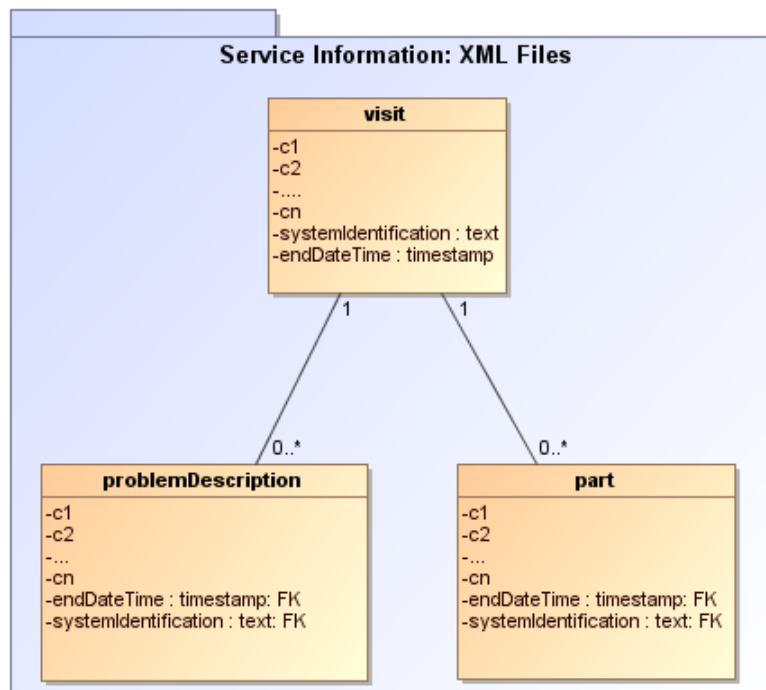 Service Information: XML Files
visit
-c1
-c2
-....
-cn
-systemIdentification : text
-endDateTime : timestamp
1
1
0..*
0..*
problemDescription
-c1
-c2
-...
-cn
-endDateTime : timestamp: FK
-systemIdentification : text: FK
part
-c1
-c2
-...
-cn
-endDateTime : timestamp: FK
-systemIdentification : text: FK